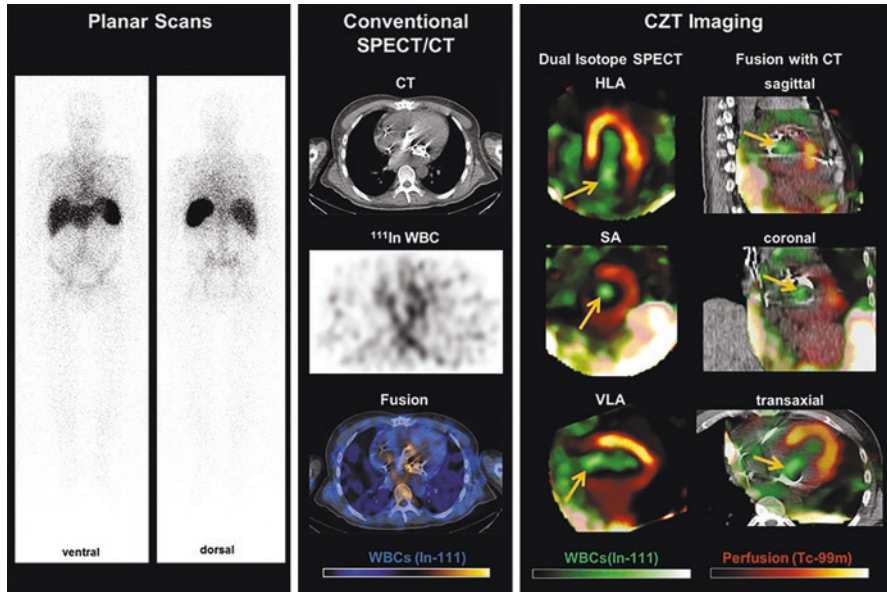 Planar Scans
ventral
dorsal
Conventional
SPECT/CT
CT
¹¹¹In WBC
Fusion
WBCs (In-111)
CZT Imaging
Dual Isotope SPECT
Fusion with CT
HLA
sagittal
SA
coronal
VLA
transaxial
WBCs(In-111)
Perfusion (Tc-99m)